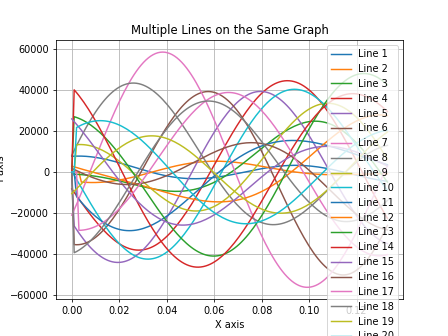 Multiple Lines on the Same Graph
60000
40000
20000
0
−20000
−40000
−60000
0.00
0.02
0.04
0.06
0.08
0.10
X axis
Line 1
Line 2
Line 3
Line 4
Line 5
Line 6
Line 7
Line 8
Line 9
Line 10
Line 11
Line 12
Line 13
Line 14
Line 15
Line 16
Line 17
Line 18
Line 19
Line 20